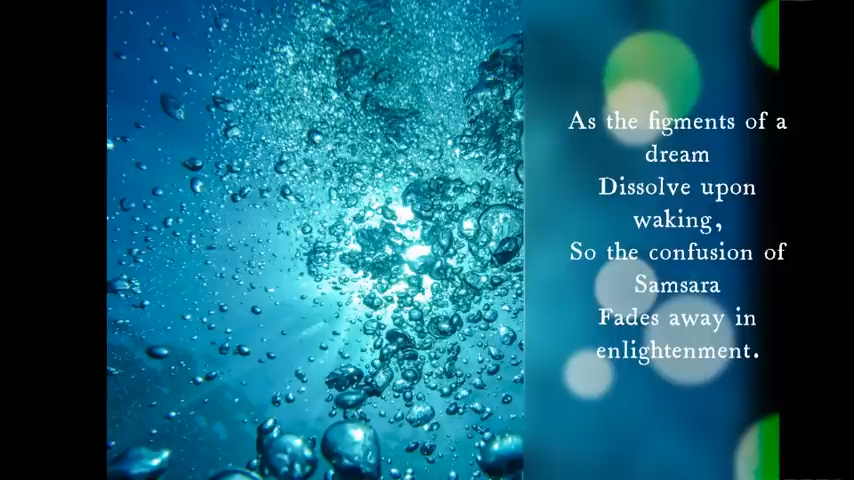 As the figments of a
dream
Dissolve upon
waking,
So the confusion of
Samsara
Fades away in
enlightenment.